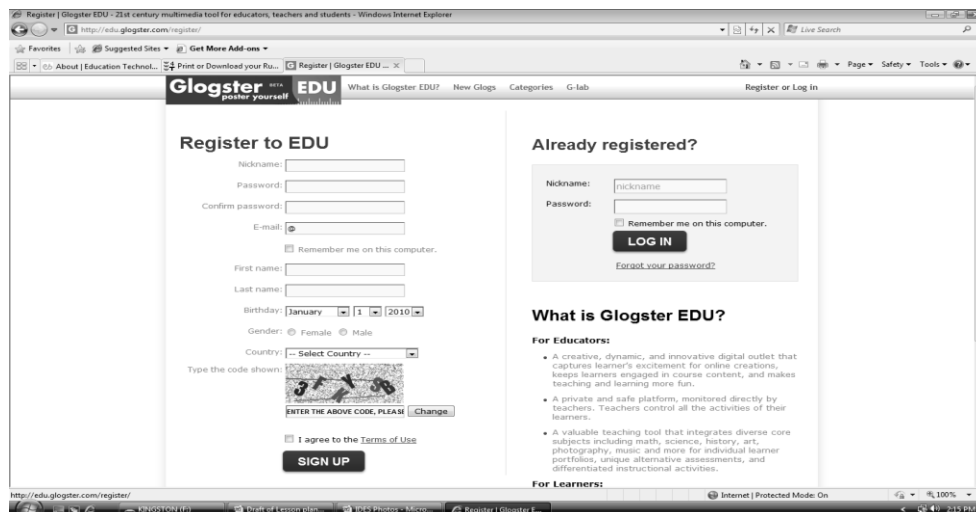 Register | Glogster EDU - 21st century multimedia tool for educators, teachers and students - Windows Internet Explorer
http://edu.glogster.com/register/
Live Search
Favorites Suggested Sites Get More Add-ons
About | Education Technol... Print or Download your Ru... Register | Glogster EDU ...
Page Safety Tools
Glogster BETA EDU
poster yourself
What is Glogster EDU? New Glogs Categories G-lab Register or Log in
Register to EDU
Nickname:
Password:
Confirm password:
E-mail: @
Remember me on this computer.
First name:
Last name:
Birthday: January 1 2010
Gender: Female Male
Country: -- Select Country --
Type the code shown:
ENTER THE ABOVE CODE, PLEASE Change
I agree to the Terms of Use
SIGN UP
Already registered?
Nickname: nickname
Password:
Remember me on this computer.
LOG IN
Forgot your password?
What is Glogster EDU?
For Educators:
• A creative, dynamic, and innovative digital outlet that
captures learner's excitement for online creations,
keeps learners engaged in course content, and makes
teaching and learning more fun.
• A private and safe platform, monitored directly by
teachers. Teachers control all the activities of their
learners.
• A valuable teaching tool that integrates diverse core
subjects including math, science, history, art,
photography, music and more for individual learner
portfolios, unique alternative assessments, and
differentiated instructional activities.
For Learners:
http://edu.glogster.com/register/
Internet | Protected Mode: On 100%
KINGSTON (F:) Draft of Lesson plan... IDES Photos - Micro... Register | Glogster E... 2:15 PM